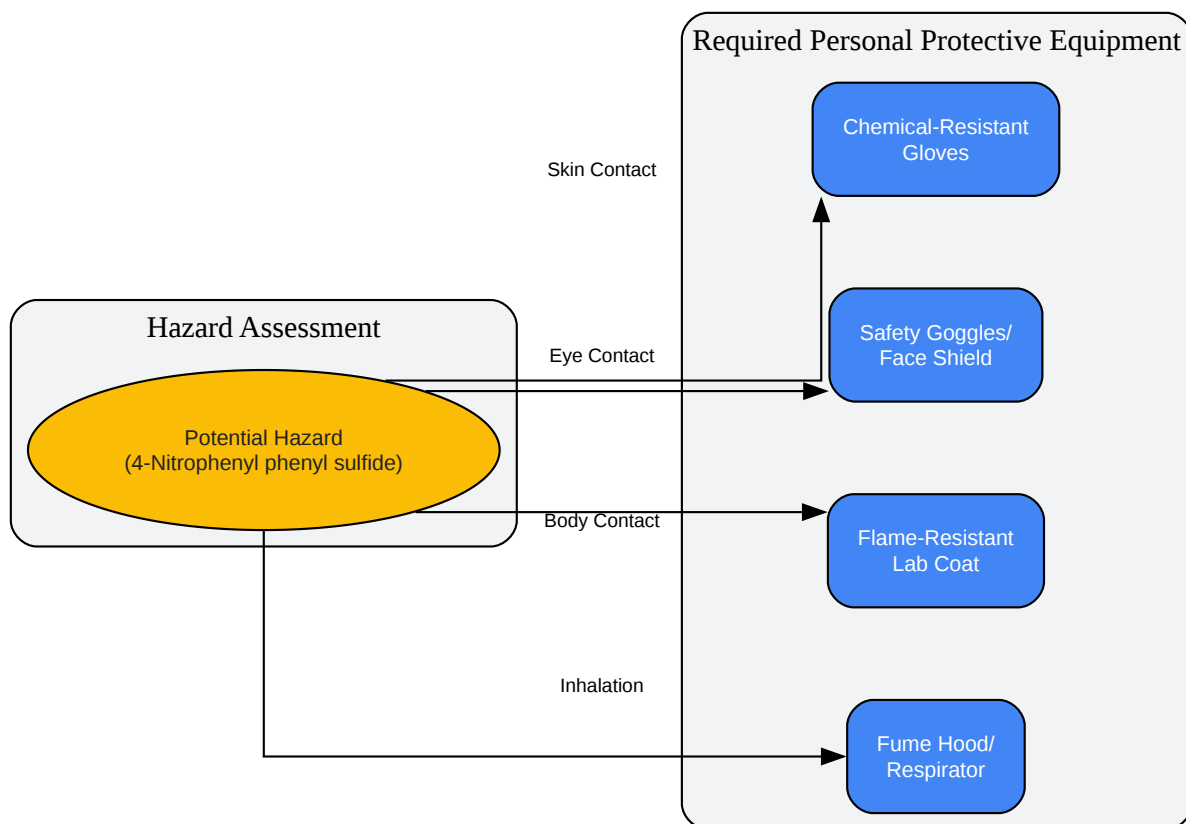 Required Personal Protective Equipment
Chemical-Resistant
Gloves
Skin Contact
Safety Goggles/
Face Shield
Hazard Assessment
Eye Contact
Potential Hazard
(4-Nitrophenyl phenyl sulfide)
Body Contact
Flame-Resistant
Lab Coat
Inhalation
Fume Hood/
Respirator